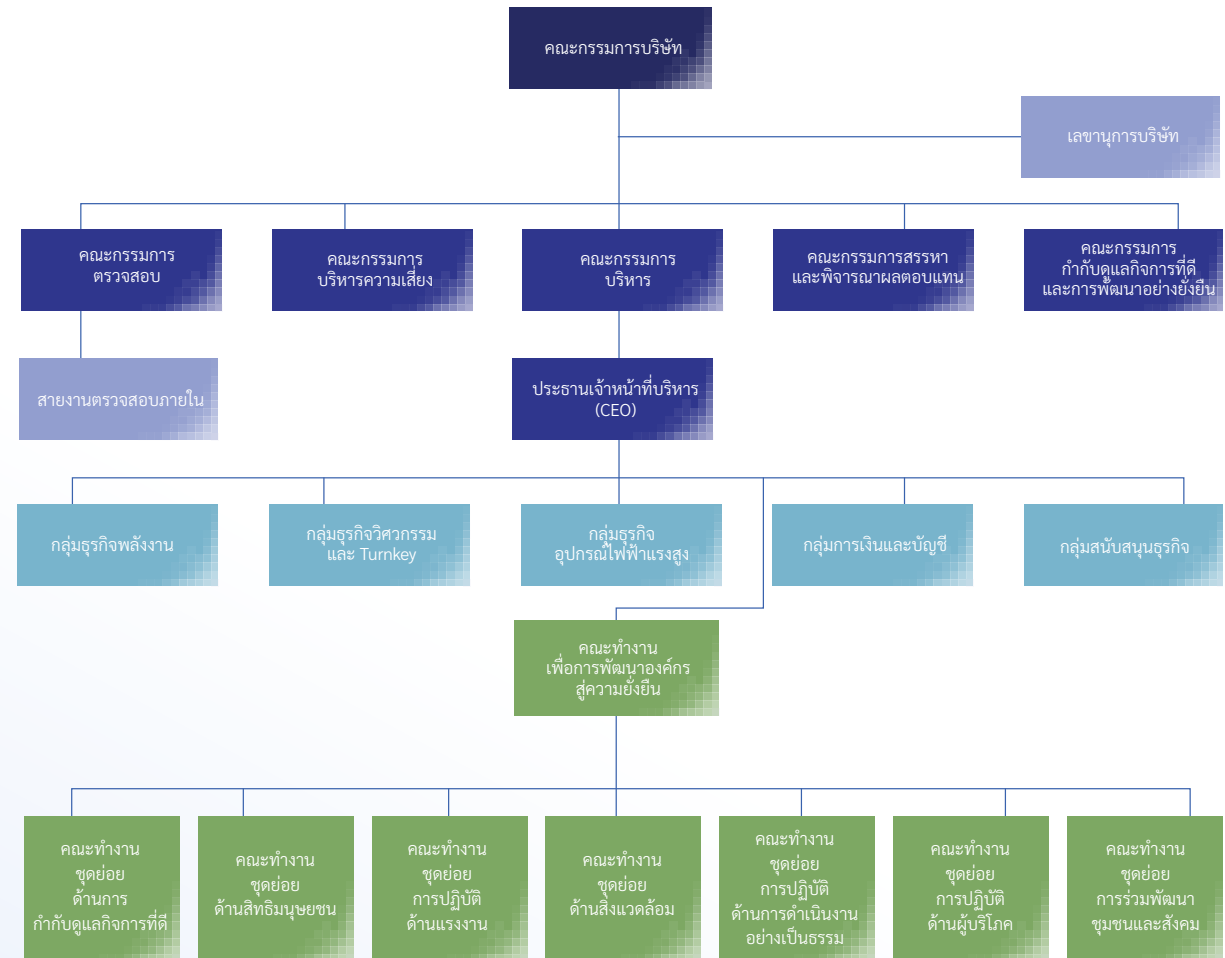 คณะกรรมการบริษัท
เลขานุการบริษัท
คณะกรรมการ
ตรวจสอบ
คณะกรรมการ
บริหารความเสี่ยง
คณะกรรมการ
บริหาร
คณะกรรมการสรรหา
และพิจารณาผลตอบแทน
คณะกรรมการ
กำกับดูแลกิจการที่ดี
และการพัฒนาอย่างยั่งยืน
สายงานตรวจสอบภายใน
ประธานเจ้าหน้าที่บริหาร
(CEO)
กลุ่มธุรกิจพลังงาน
กลุ่มธุรกิจวิศวกรรม
และ Turnkey
กลุ่มธุรกิจ
อุปกรณ์ไฟฟ้าแรงสูง
กลุ่มการเงินและบัญชี
กลุ่มสนับสนุนธุรกิจ
คณะทำงาน
เพื่อการพัฒนาองค์กร
สู่ความยั่งยืน
คณะทำงาน
ชุดย่อย
ด้านการ
กำกับดูแลกิจการที่ดี
คณะทำงาน
ชุดย่อย
ด้านสิทธิมนุษยชน
คณะทำงาน
ชุดย่อย
การปฏิบัติ
ด้านแรงงาน
คณะทำงาน
ชุดย่อย
ด้านสิ่งแวดล้อม
คณะทำงาน
ชุดย่อย
การปฏิบัติ
ด้านการดำเนินงาน
อย่างเป็นธรรม
คณะทำงาน
ชุดย่อย
การปฏิบัติ
ด้านผู้บริโภค
คณะทำงาน
ชุดย่อย
การร่วมพัฒนา
ชุมชนและสังคม